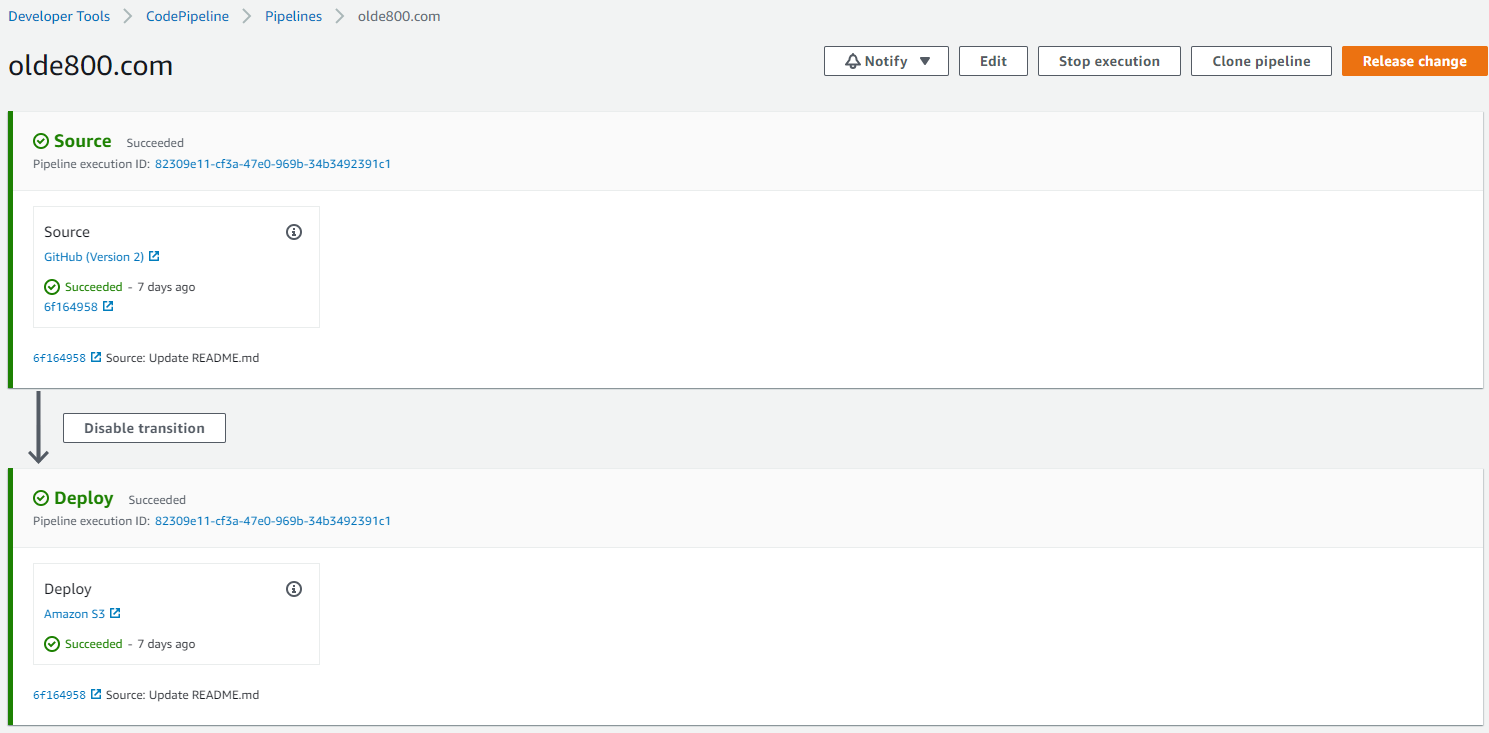 Developer Tools > CodePipeline > Pipelines > olde800.com
olde800.com
Notify ▼ Edit Stop execution Clone pipeline Release change
Source Succeeded
Pipeline execution ID: 82309e11-cf3a-47e0-969b-34b3492391c1
Source
GitHub (Version 2)
Succeeded - 7 days ago
6f164958
6f164958 Source: Update README.md
Disable transition
Deploy Succeeded
Pipeline execution ID: 82309e11-cf3a-47e0-969b-34b3492391c1
Deploy
Amazon S3
Succeeded - 7 days ago
6f164958 Source: Update README.md